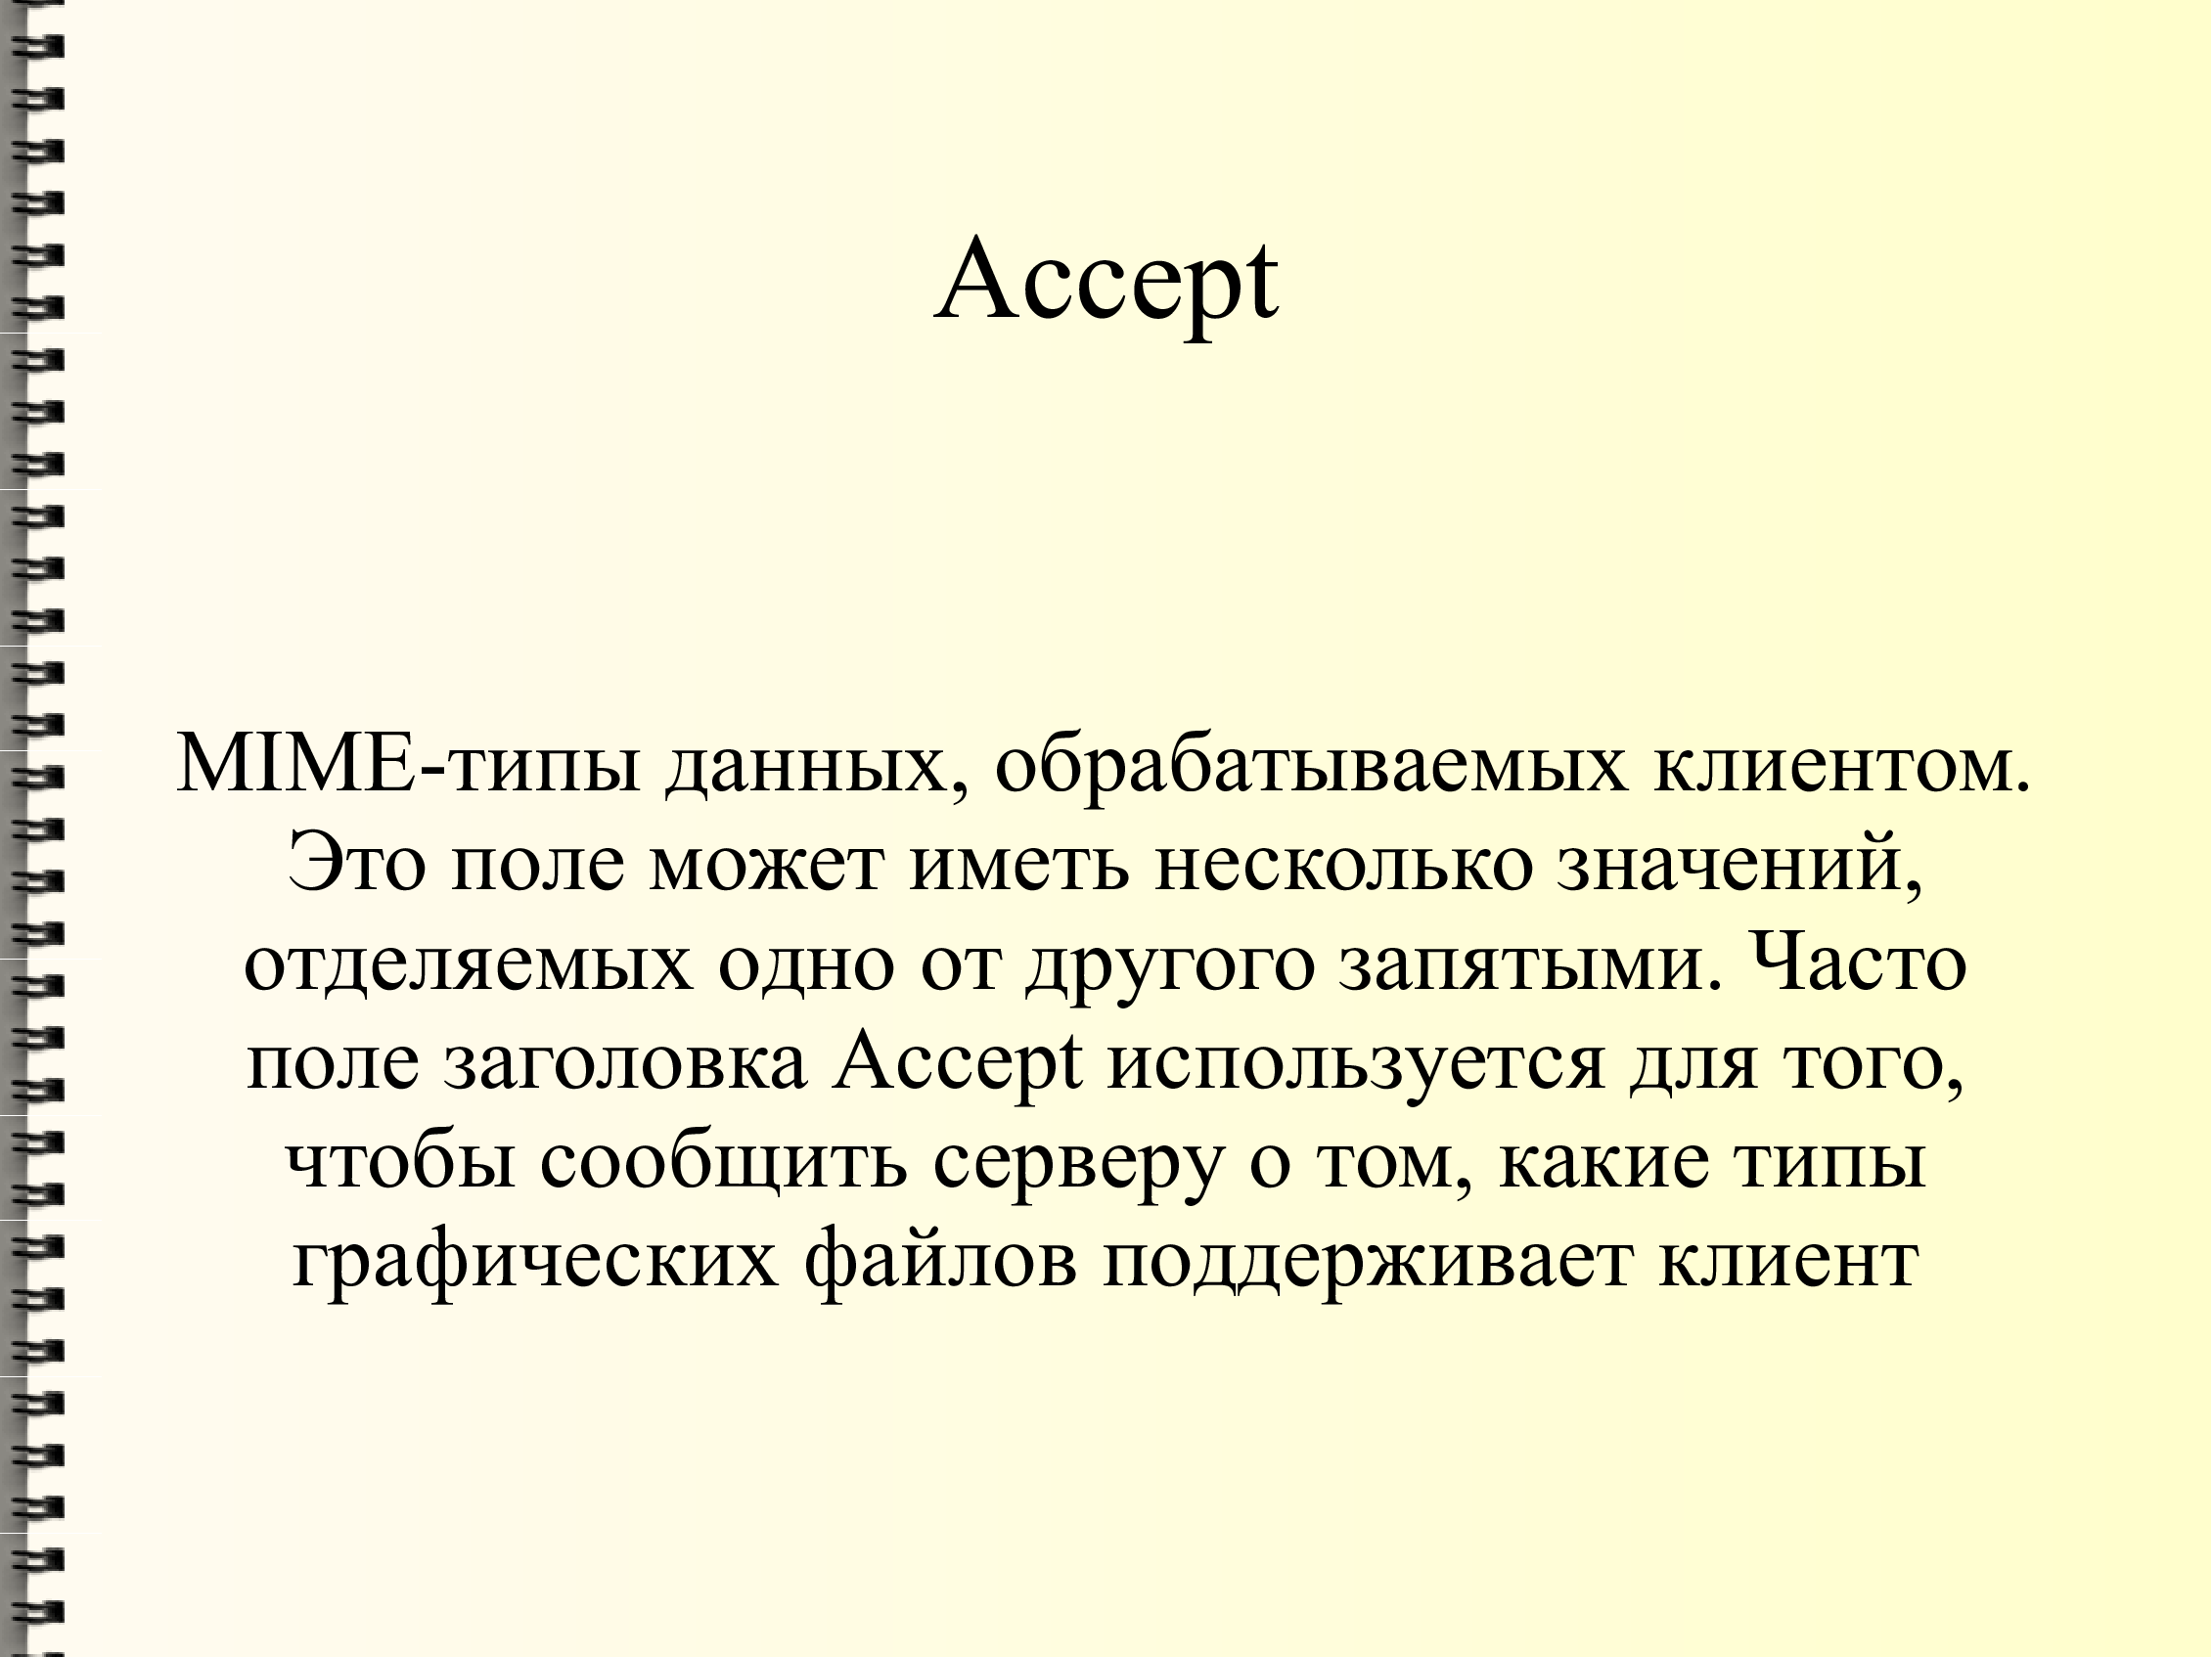 Accept
MIME-типы данных, обрабатываемых клиентом.
Это поле может иметь несколько значений,
отделяемых одно от другого запятыми. Часто
поле заголовка Accept используется для того,
чтобы сообщить серверу о том, какие типы
графических файлов поддерживает клиент